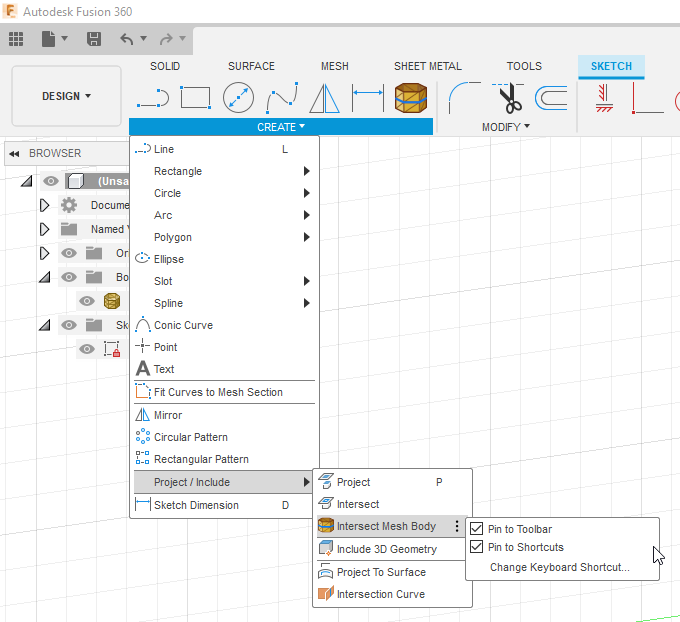 Autodesk Fusion 360
SOLID SURFACE MESH SHEET METAL TOOLS SKETCH
DESIGN
CREATE MODIFY
BROWSER
(Unsa
Docume
Named
Or
Bo
Sk
Line L
Rectangle
Circle
Arc
Polygon
Ellipse
Slot
Spline
Conic Curve
Point
A Text
Fit Curves to Mesh Section
Mirror
Circular Pattern
Rectangular Pattern
Project / Include
Sketch Dimension D
Project P
Intersect
Intersect Mesh Body
Include 3D Geometry
Project To Surface
Intersection Curve
Pin to Toolbar
Pin to Shortcuts
Change Keyboard Shortcut...